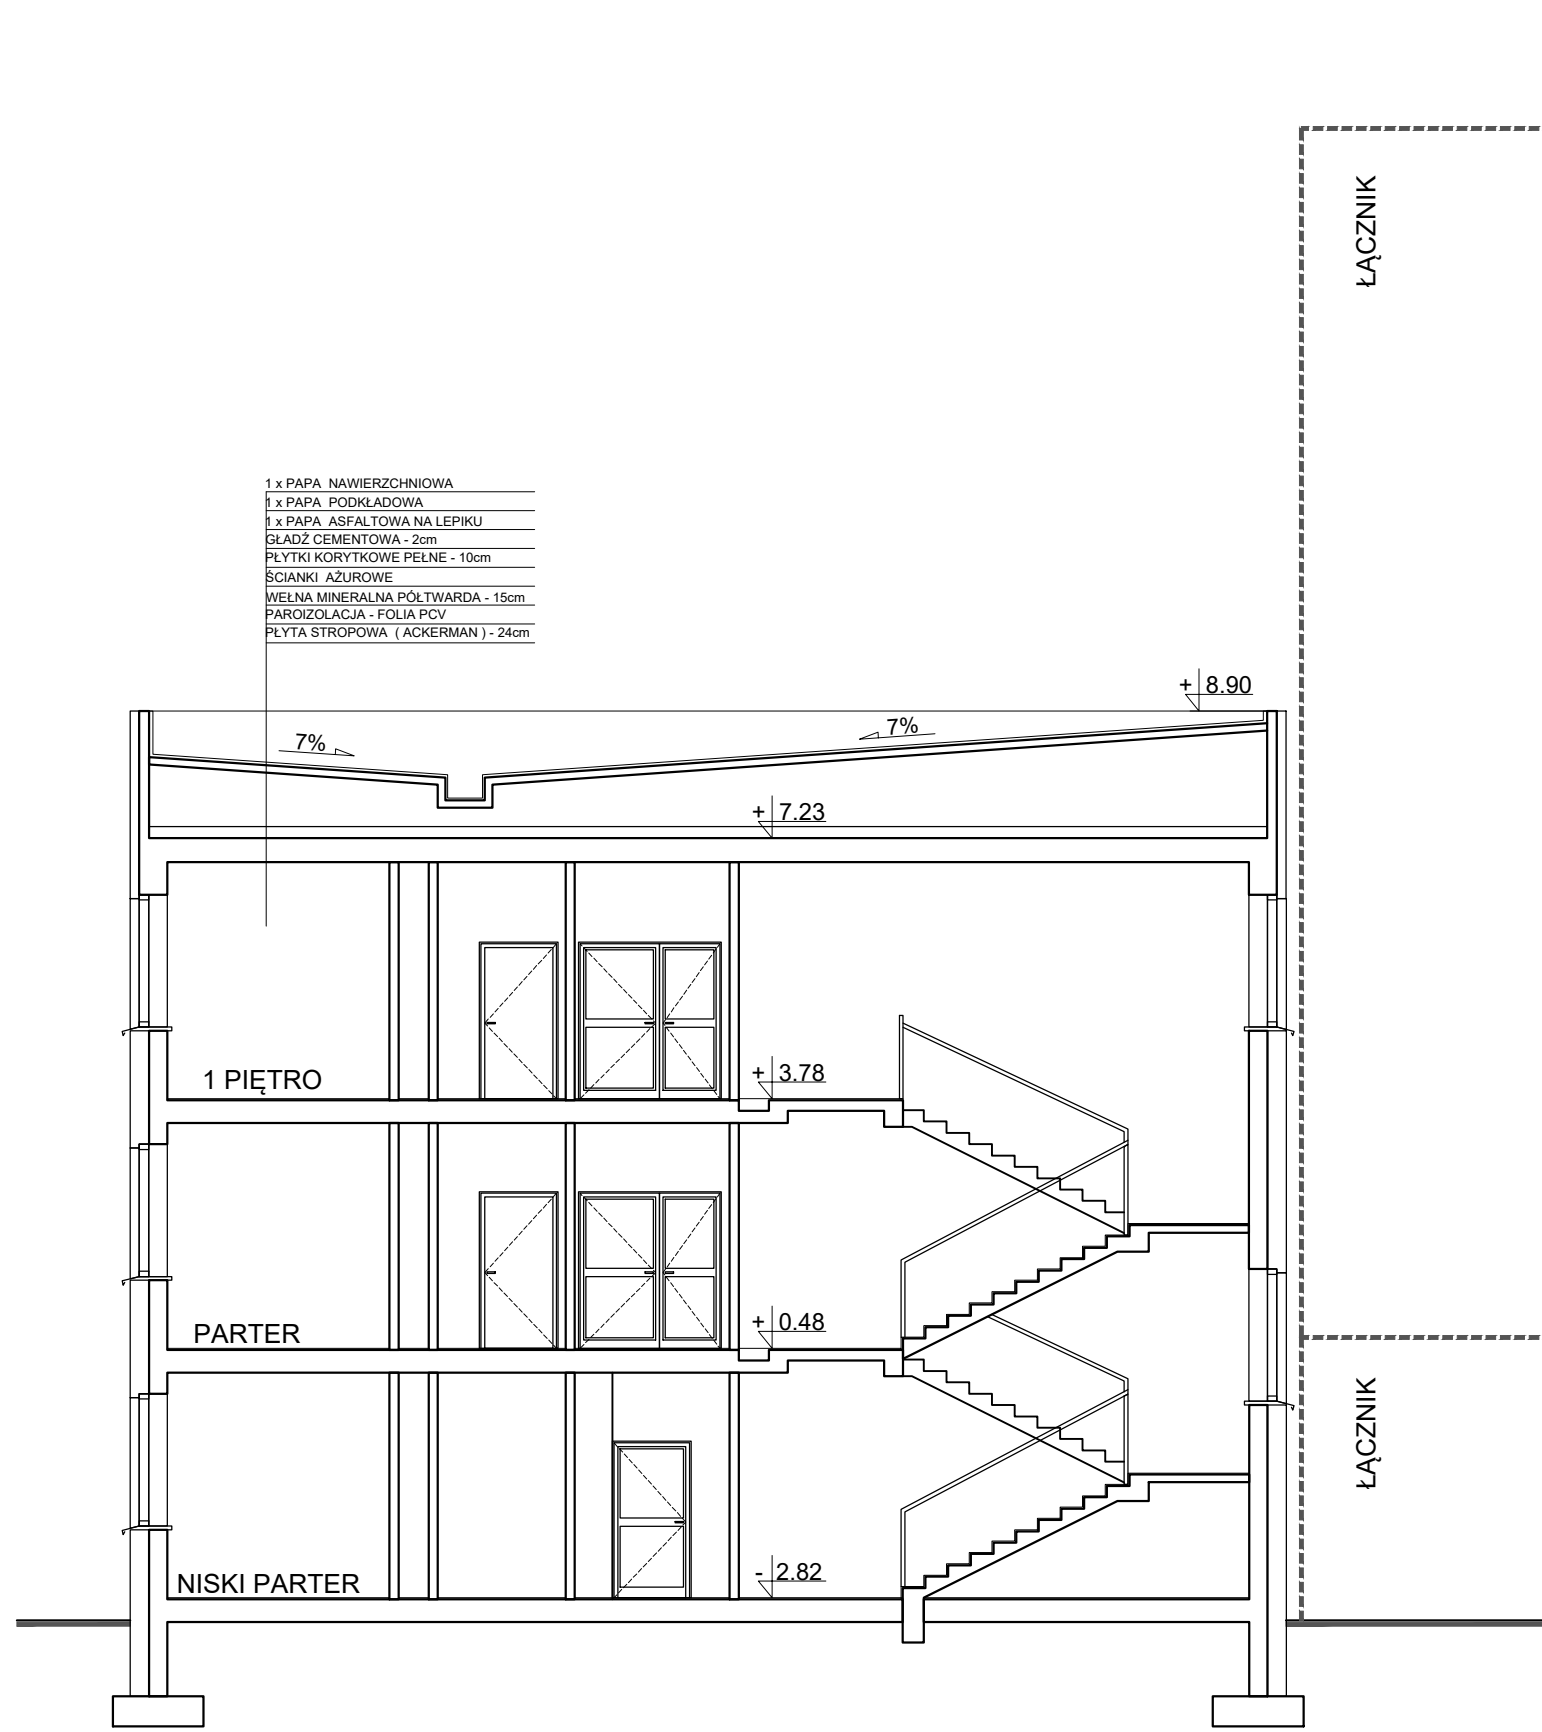 ŁĄCZNIK
1 x PAPA NAWIERZCHNIOWA
1 x PAPA PODKŁADOWA
1 x PAPA ASFALTOWA NA LEPIKU
GŁADŹ CEMENTOWA - 2cm
PŁYTKI KORYTKOWE PEŁNE - 10cm
ŚCIANKI AŻUROWE
WEŁNA MINERALNA PÓŁTWARDA - 15cm
PAROIZOLACJA - FOLIA PCV
PŁYTA STROPOWA ( ACKERMAN ) - 24cm
+ 8.90
7%
7%
+ 7.23
1 PIĘTRO
+ 3.78
PARTER
+ 0.48
ŁĄCZNIK
NISKI PARTER
- 2.82